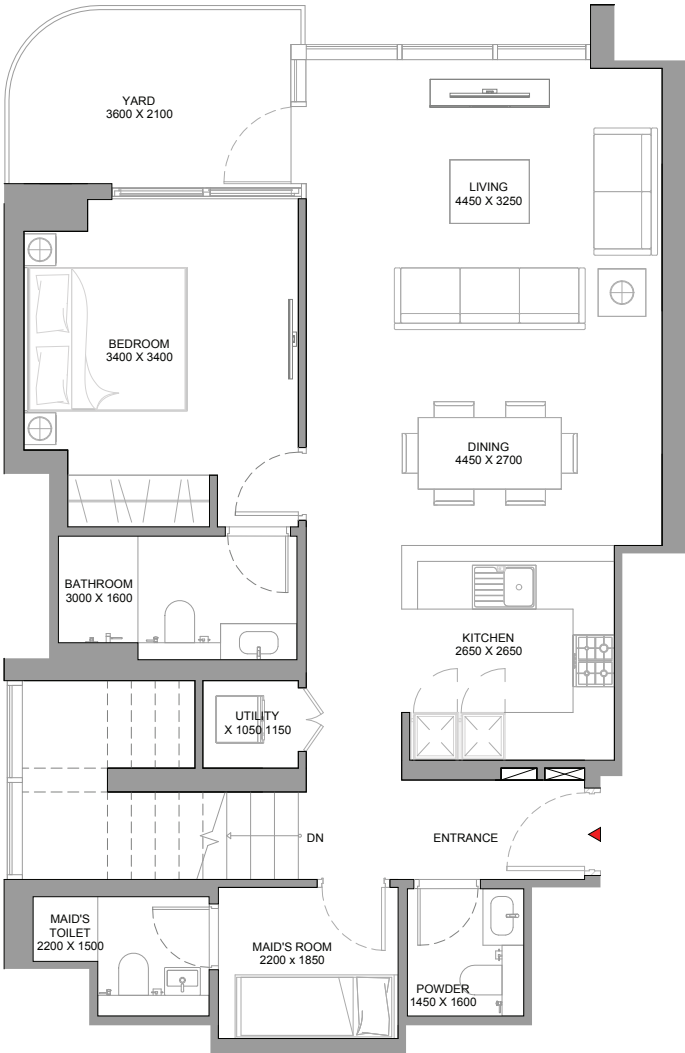 YARD
3600 X 2100
LIVING
4450 X 3250
BEDROOM
3400 X 3400
DINING
4450 X 2700
BATHROOM
3000 X 1600
KITCHEN
2650 X 2650
UTILITY
X 1050 1150
DN
ENTRANCE
MAID'S
TOILET
2200 X 1500
MAID'S ROOM
2200 x 1850
POWDER
1450 X 1600